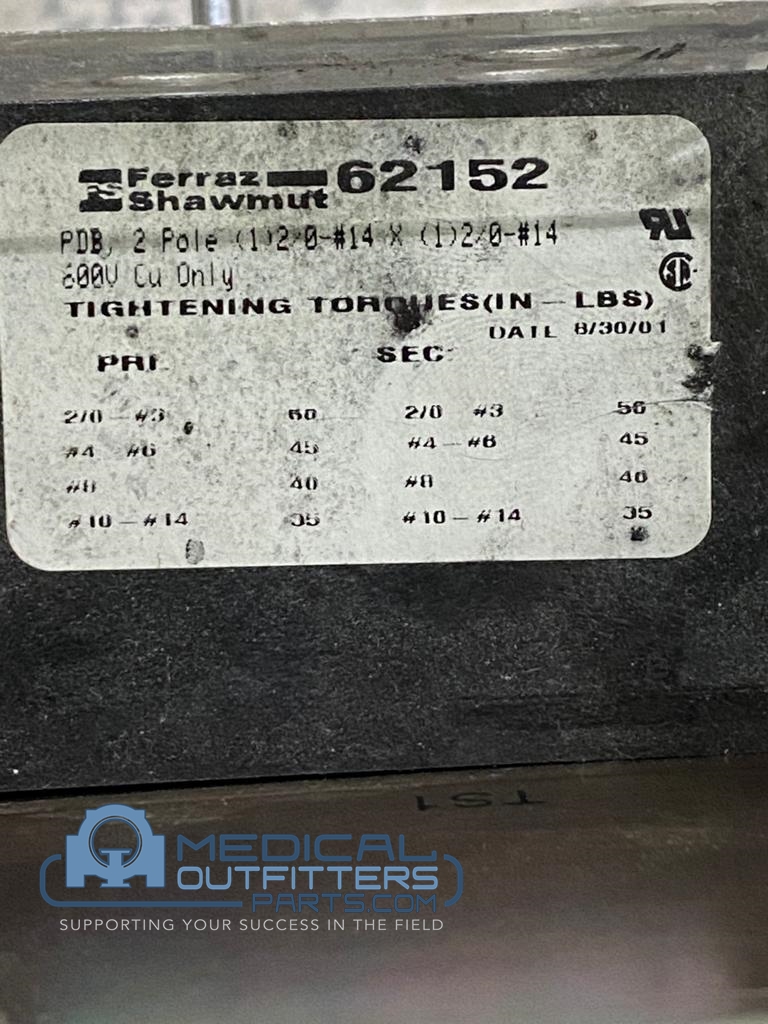 Ferraz Shawmut 62152
PDB, 2 Pole (1)2/0-#14 X (1)2/0-#14
600V Cu Only
TIGHTENING TORQUES(IN - LBS)
DATE 8/30/01
PRI SEC
2/0 - #3 50 2/0 #3 50
#4 #6 45 #4 - #6 45
#8 40 #8 40
#10 - #14 35 #10 - #14 35
TS1
MEDICAL
OUTFITTERS
PARTS.COM
SUPPORTING YOUR SUCCESS IN THE FIELD